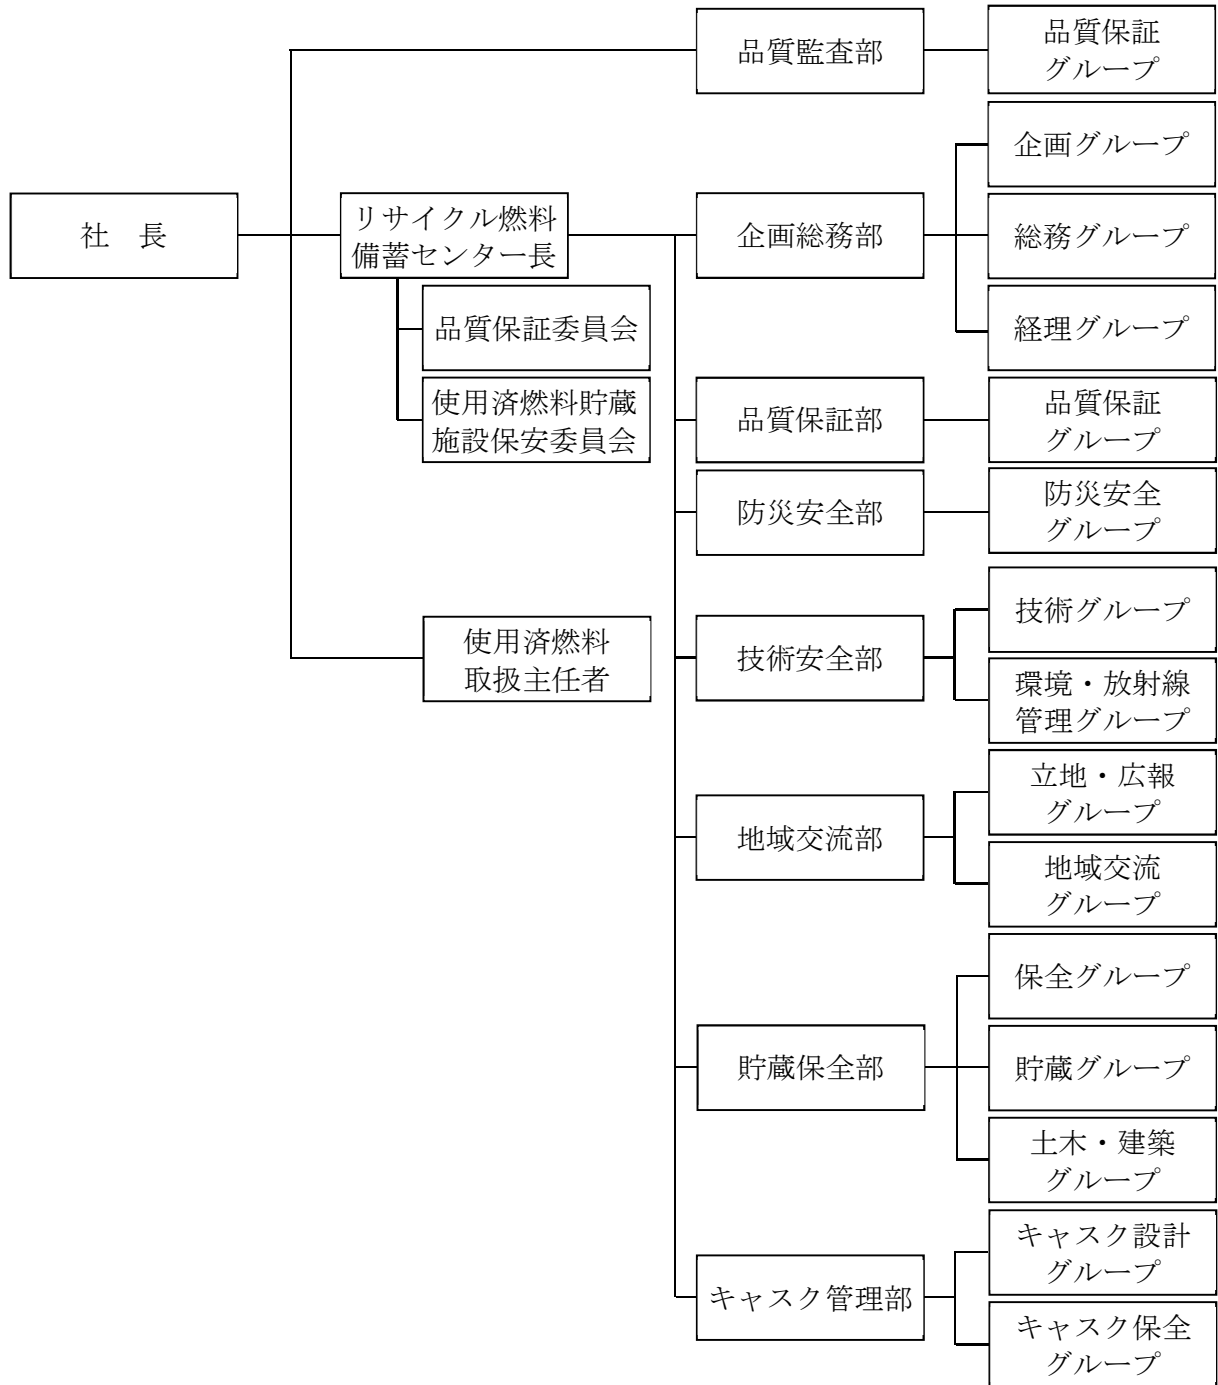 品質監査部
品質保証
グループ
企画グループ
社　長
リサイクル燃料
備蓄センター長
企画総務部
総務グループ
品質保証委員会
経理グループ
使用済燃料貯蔵
施設保安委員会
品質保証部
品質保証
グループ
防災安全部
防災安全
グループ
技術グループ
使用済燃料
取扱主任者
技術安全部
環境・放射線
管理グループ
立地・広報
グループ
地域交流部
地域交流
グループ
保全グループ
貯蔵保全部
貯蔵グループ
土木・建築
グループ
キャスク設計
グループ
キャスク管理部
キャスク保全
グループ